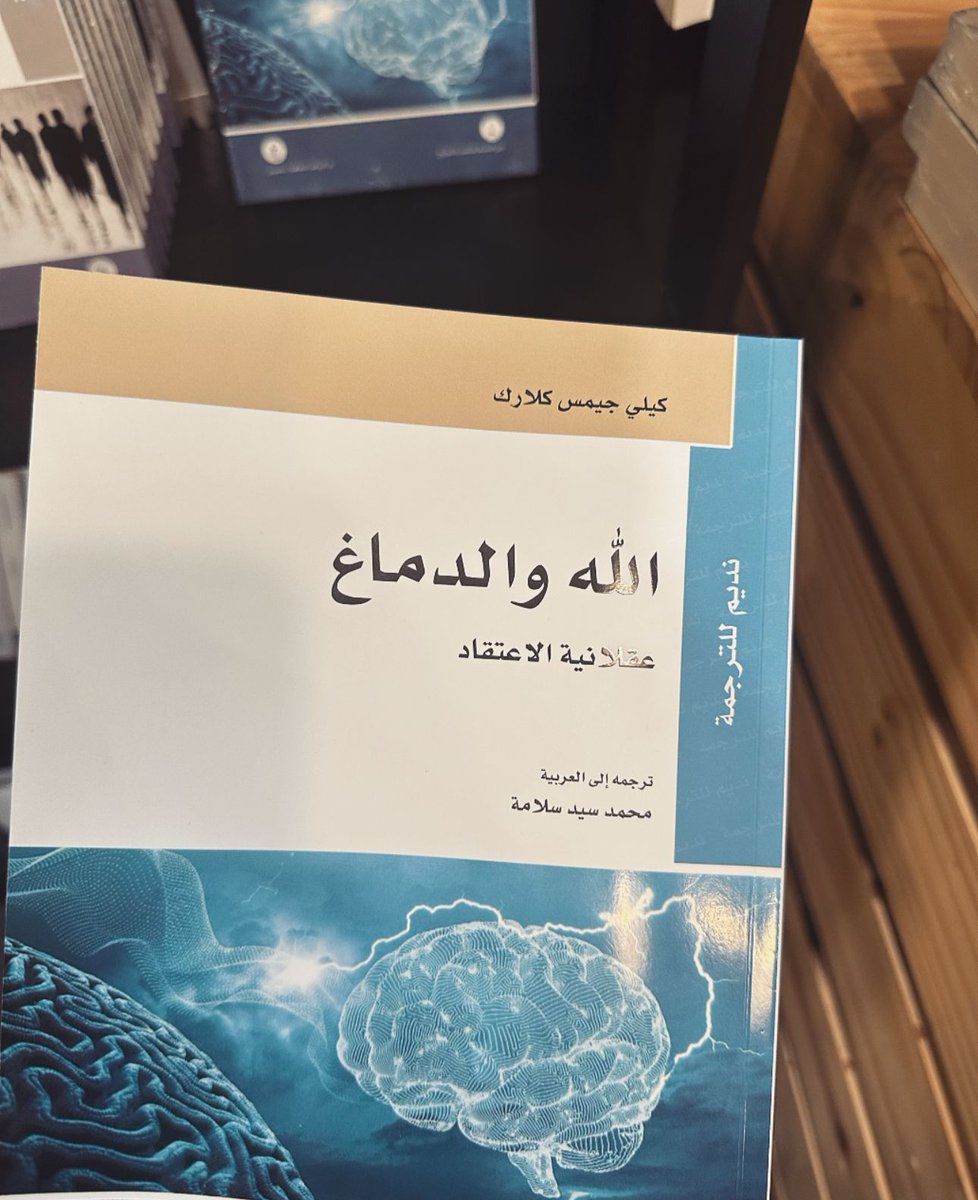 كيلي جيمس كلارك
الله والدماغ
عقلانية الاعتقاد
ترجمه إلى العربية
محمد سيد سلامة
نديم للترجمة